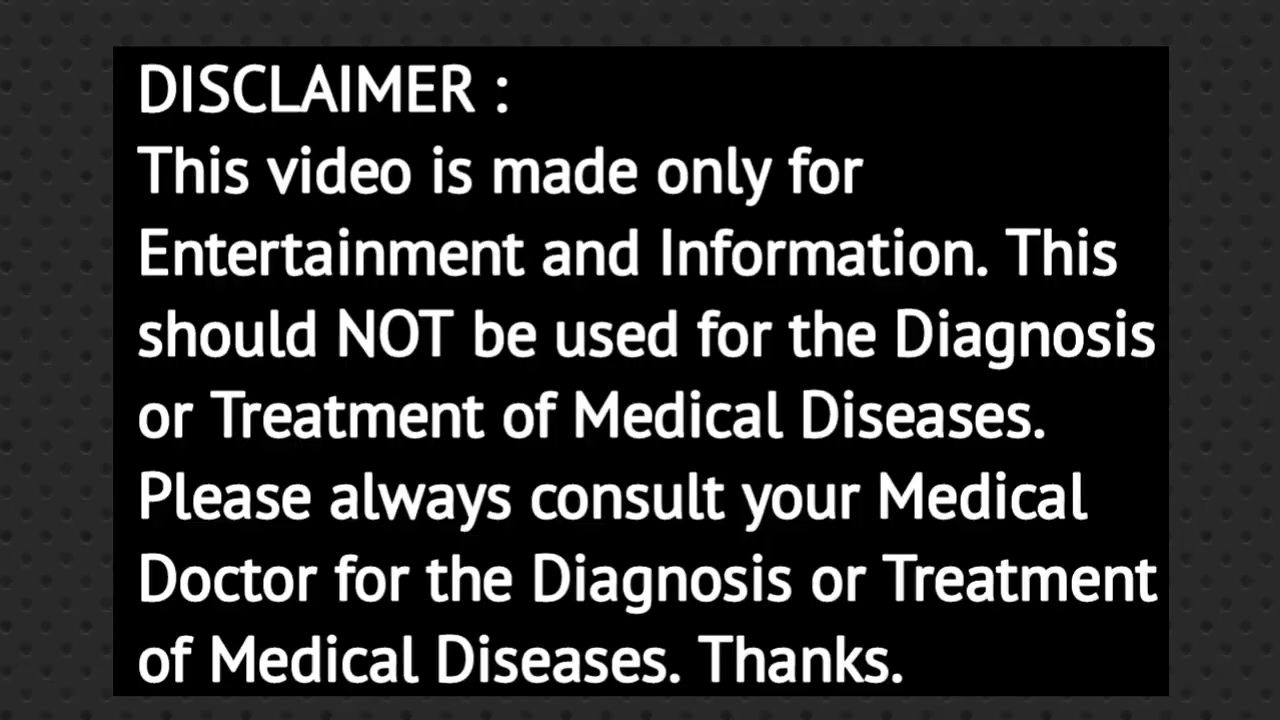 DISCLAIMER :
This video is made only for
Entertainment and Information. This
should NOT be used for the Diagnosis
or Treatment of Medical Diseases.
Please always consult your Medical
Doctor for the Diagnosis or Treatment
of Medical Diseases. Thanks.